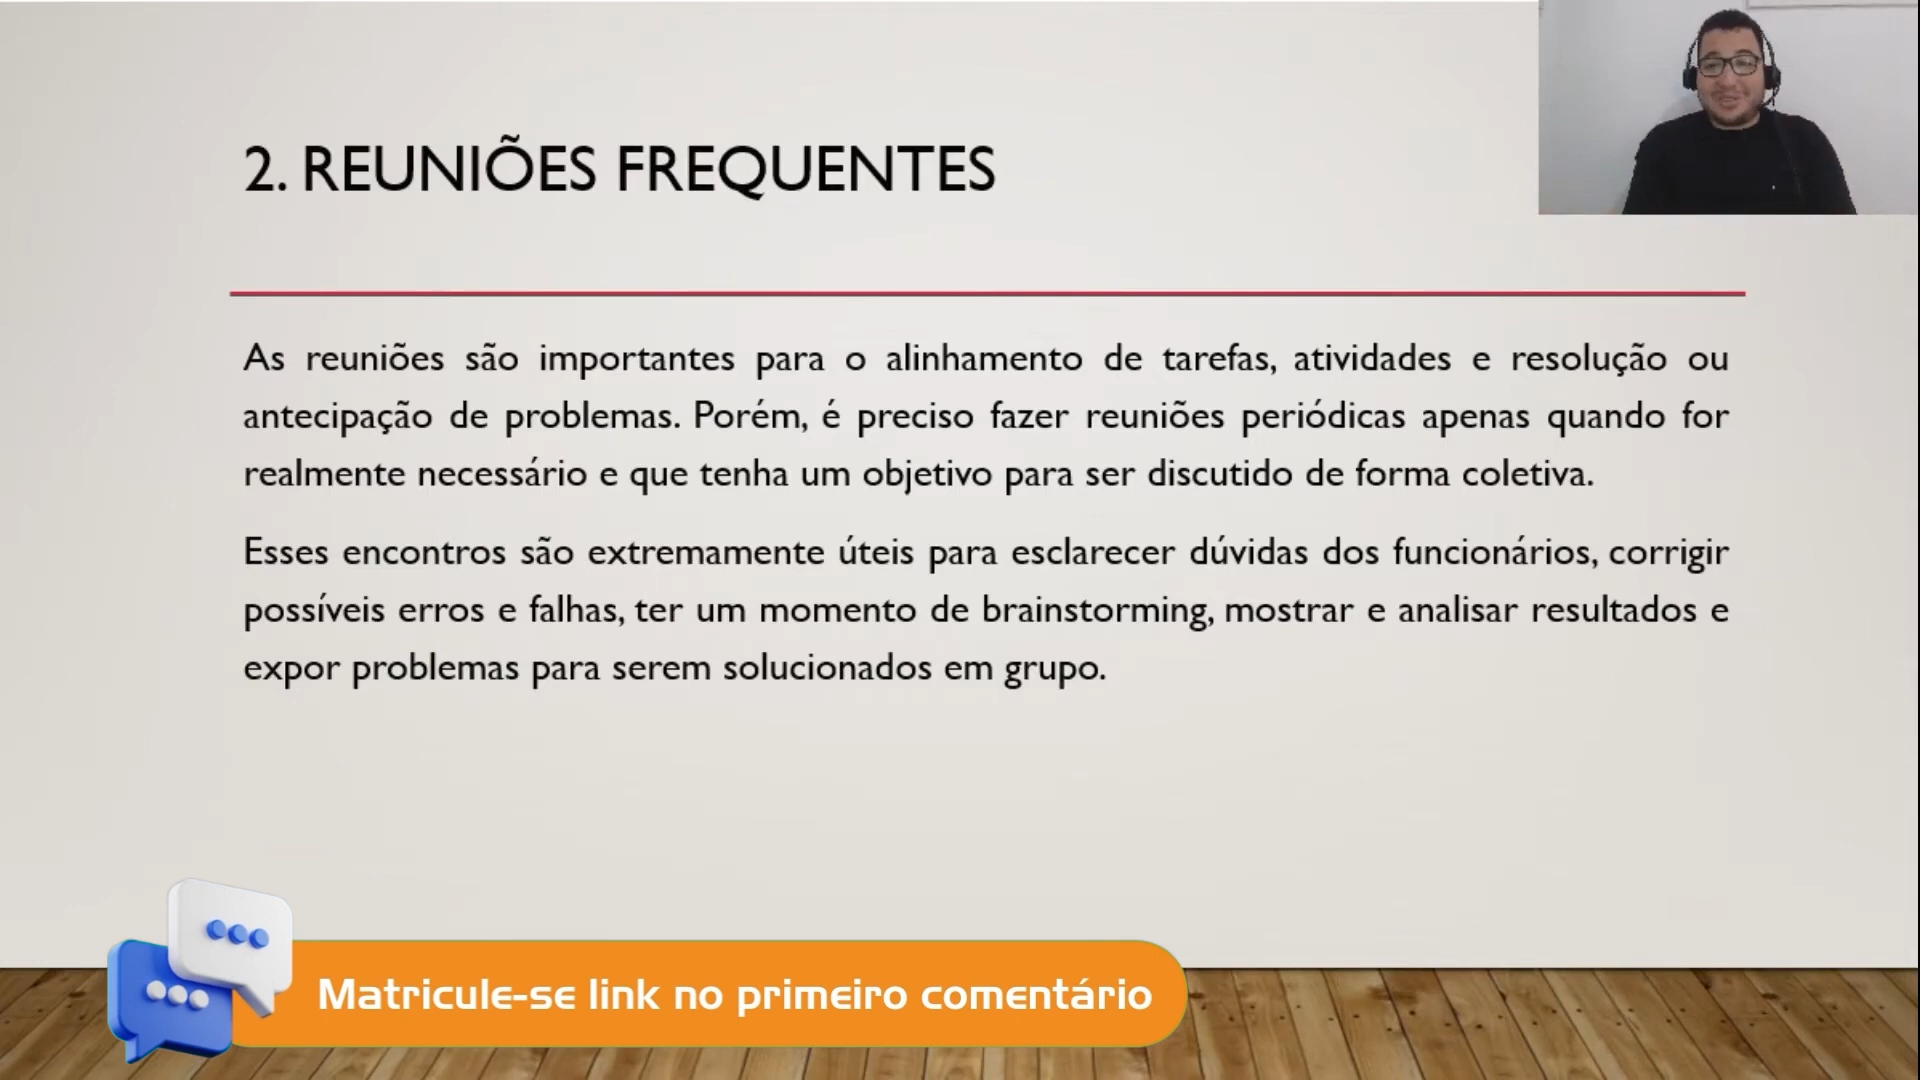 2. REUNIÕES FREQUENTES
As reuniões são importantes para o alinhamento de tarefas, atividades e resolução ou
antecipação de problemas. Porém, é preciso fazer reuniões periódicas apenas quando for
realmente necessário e que tenha um objetivo para ser discutido de forma coletiva.
Esses encontros são extremamente úteis para esclarecer dúvidas dos funcionários, corrigir
possíveis erros e falhas, ter um momento de brainstorming, mostrar e analisar resultados e
expor problemas para serem solucionados em grupo.
Matricule-se link no primeiro comentário